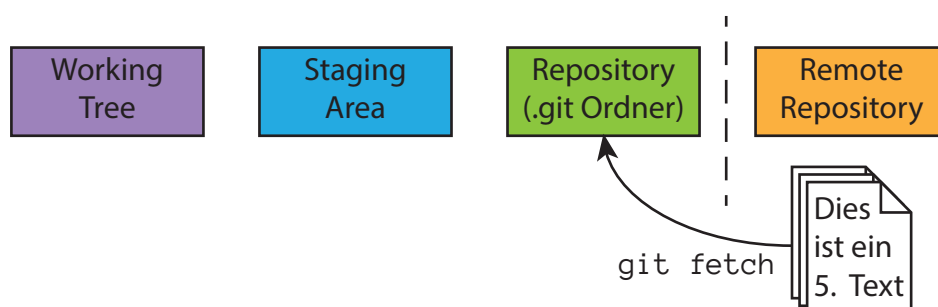 Working
Tree
Staging
Area
Repository
(.git Ordner)
Remote
Repository
Dies
ist ein
5. Text
git fetch